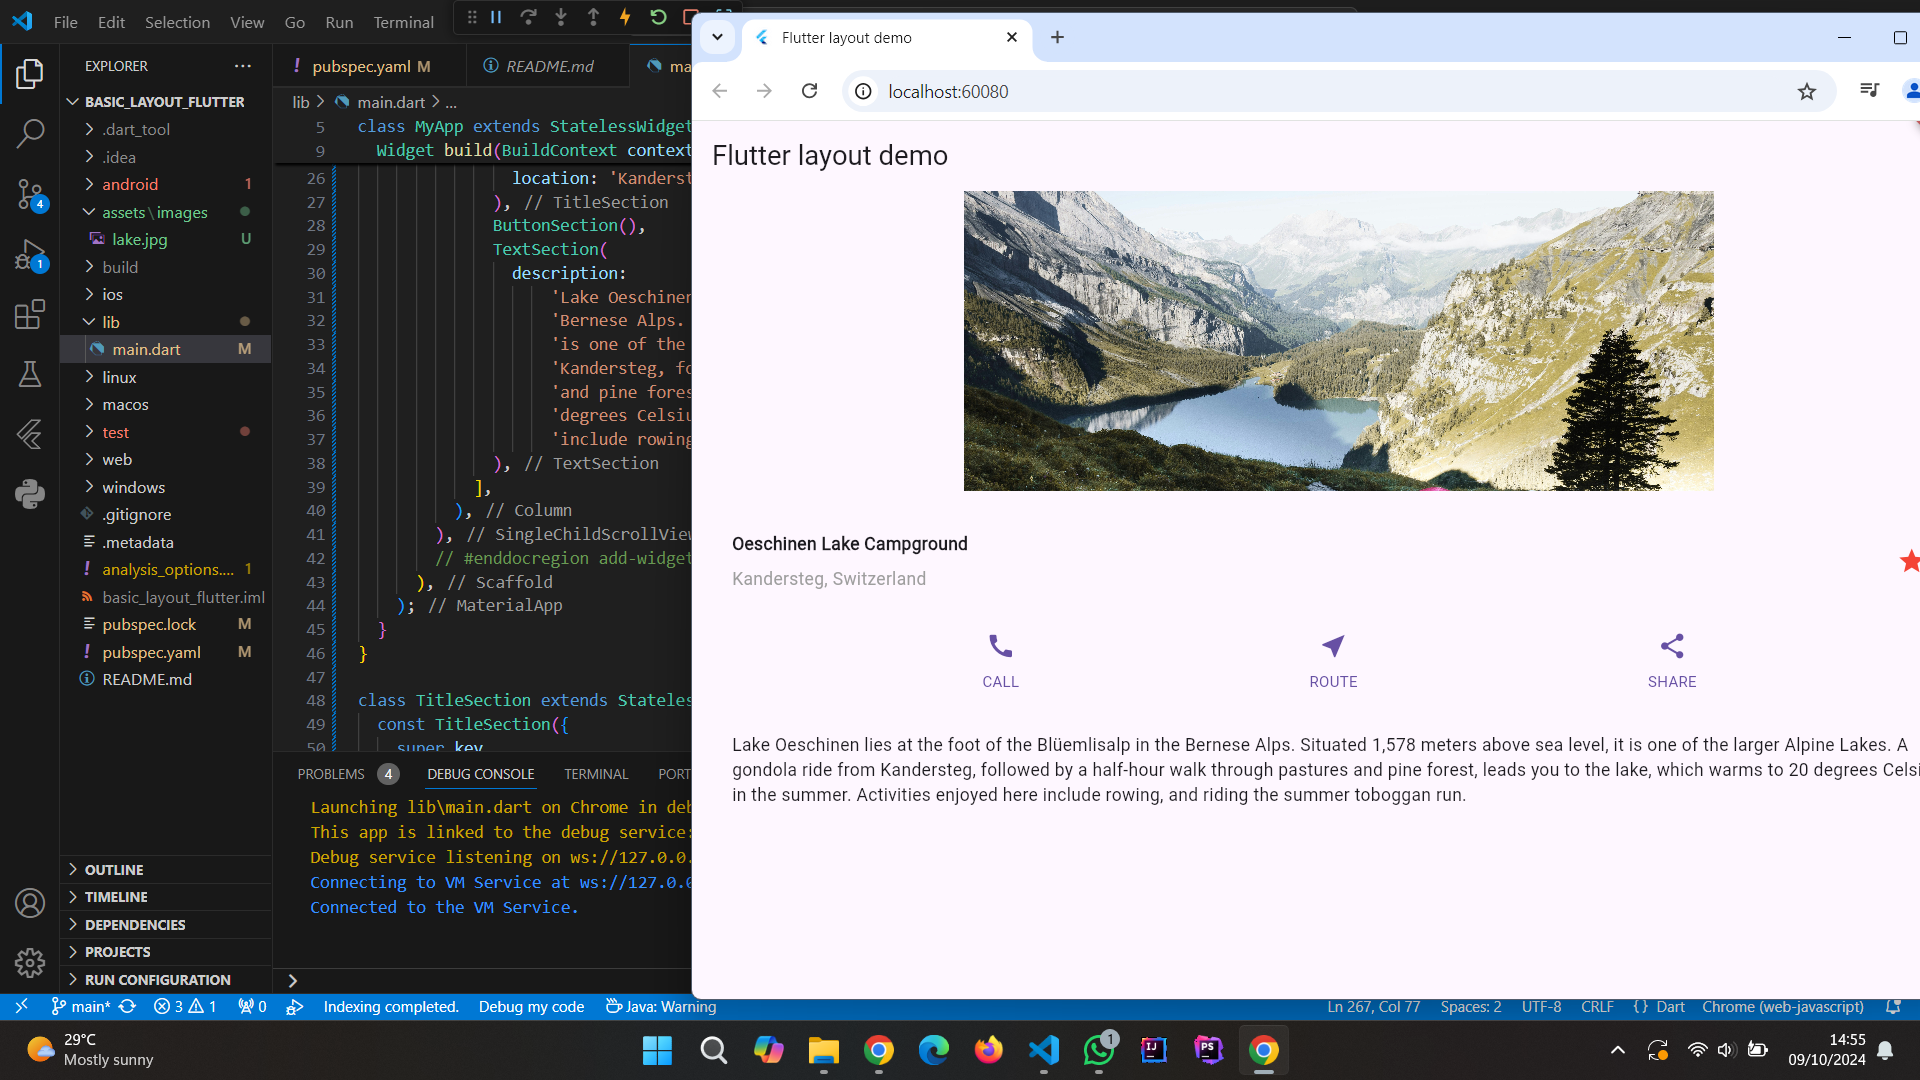 File Edit Selection View Go Run Terminal
EXPLORER
BASIC_LAYOUT_FLUTTER
.dart_tool
.idea
android 1
assets\images
lake.jpg U
build
ios
lib
main.dart M
linux
macos
test
web
windows
.gitignore
.metadata
analysis_options.... 1
basic_layout_flutter.iml
pubspec.lock M
pubspec.yaml M
README.md
OUTLINE
TIMELINE
DEPENDENCIES
PROJECTS
RUN CONFIGURATION
4
1
pubspec.yaml M
README.md
ma
lib > main.dart > ...
5 class MyApp extends StatelessWidget
9 Widget build(BuildContext context
26 location: 'Kanderst
27 ), // TitleSection
28 ButtonSection(),
29 TextSection(
30 description:
31 'Lake Oeschinen
32 'Bernese Alps.
33 'is one of the
34 'Kandersteg, fo
35 'and pine fores
36 'degrees Celsiu
37 'include rowing
38 ), // TextSection
39 ],
40 ), // Column
41 ), // SingleChildScrollView
42 // #enddocregion add-widget
43 ), // Scaffold
44 ); // MaterialApp
45 }
46 }
47
48 class TitleSection extends Stateles
49 const TitleSection({
50 super.key
PROBLEMS 4 DEBUG CONSOLE TERMINAL PORT
Launching lib\main.dart on Chrome in deb
This app is linked to the debug service:
Debug service listening on ws://127.0.0.
Connecting to VM Service at ws://127.0.0
Connected to the VM Service.
Flutter layout demo
localhost:60080
Flutter layout demo
Oeschinen Lake Campground
Kandersteg, Switzerland
CALL ROUTE SHARE
Lake Oeschinen lies at the foot of the Blüemlisalp in the Bernese Alps. Situated 1,578 meters above sea level, it is one of the larger Alpine Lakes. A
gondola ride from Kandersteg, followed by a half-hour walk through pastures and pine forest, leads you to the lake, which warms to 20 degrees Celsi
in the summer. Activities enjoyed here include rowing, and riding the summer toboggan run.
main* 3 1 0 Indexing completed. Debug my code Java: Warning Ln 267, Col 77 Spaces: 2 UTF-8 CRLF {} Dart Chrome (web-javascript)
29°C
Mostly sunny
1
IJ
PS
14:55
09/10/2024